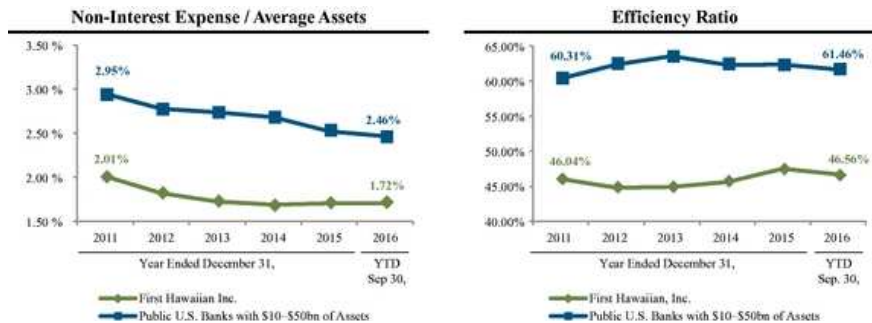 Non-Interest Expense / Average Assets
3.50 %
3.00 %
2.50 %
2.00 %
1.50 %
2.95%
2.46%
2.01%
1.72%
2011 2012 2013 2014 2015 2016
Year Ended December 31,
YTD
Sep 30,
First Hawaiian Inc.
Public U.S. Banks with $10–$50bn of Assets
Efficiency Ratio
65.00%
60.00%
55.00%
50.00%
45.00%
40.00%
60.31%
61.46%
46.04%
46.56%
2011 2012 2013 2014 2015 2016
Year Ended December 31,
YTD
Sep. 30,
First Hawaiian, Inc.
Public U.S. Banks with $10–$50bn of Assets